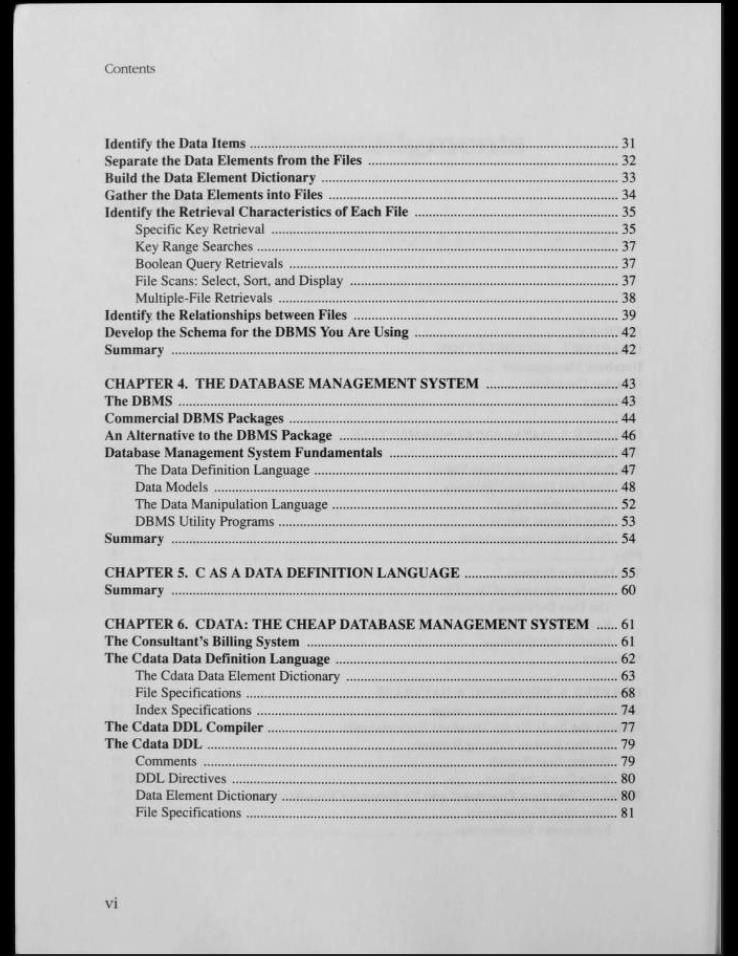 Contents
Identify the Data Items ........ 31
Separate the Data Elements from the Files ........ 32
Build the Data Element Dictionary ........ 33
Gather the Data Elements into Files ........ 34
Identify the Retrieval Characteristics of Each File ........ 35
Specific Key Retrieval ........ 35
Key Range Searches ........ 37
Boolean Query Retrievals ........ 37
File Scans: Select, Sort, and Display ........ 37
Multiple-File Retrievals ........ 38
Identify the Relationships between Files ........ 39
Develop the Schema for the DBMS You Are Using ........ 42
Summary ........ 42
CHAPTER 4. THE DATABASE MANAGEMENT SYSTEM ........ 43
The DBMS ........ 43
Commercial DBMS Packages ........ 44
An Alternative to the DBMS Package ........ 46
Database Management System Fundamentals ........ 47
The Data Definition Language ........ 47
Data Models ........ 48
The Data Manipulation Language ........ 52
DBMS Utility Programs ........ 53
Summary ........ 54
CHAPTER 5. C AS A DATA DEFINITION LANGUAGE ........ 55
Summary ........ 60
CHAPTER 6. CDATA: THE CHEAP DATABASE MANAGEMENT SYSTEM ...... 61
The Consultant's Billing System ........ 61
The Cdata Data Definition Language ........ 62
The Cdata Data Element Dictionary ........ 63
File Specifications ........ 68
Index Specifications ........ 74
The Cdata DDL Compiler ........ 77
The Cdata DDL ........ 79
Comments ........ 79
DDL Directives ........ 80
Data Element Dictionary ........ 80
File Specifications ........ 81
vi